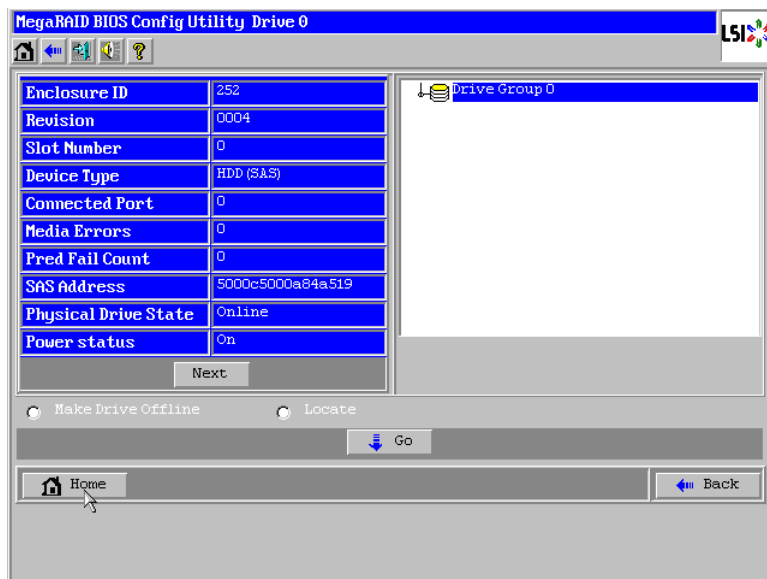 MegaRAID BIOS Config Utility Drive 0
LSI
?
Enclosure ID 252
Revision 0004
Slot Number 0
Device Type HDD (SAS)
Connected Port 0
Media Errors 0
Pred Fail Count 0
SAS Address 5000c5000a84a519
Physical Drive State Online
Power status On
Next
Drive Group 0
Make Drive Offline Locate
Go
Home Back